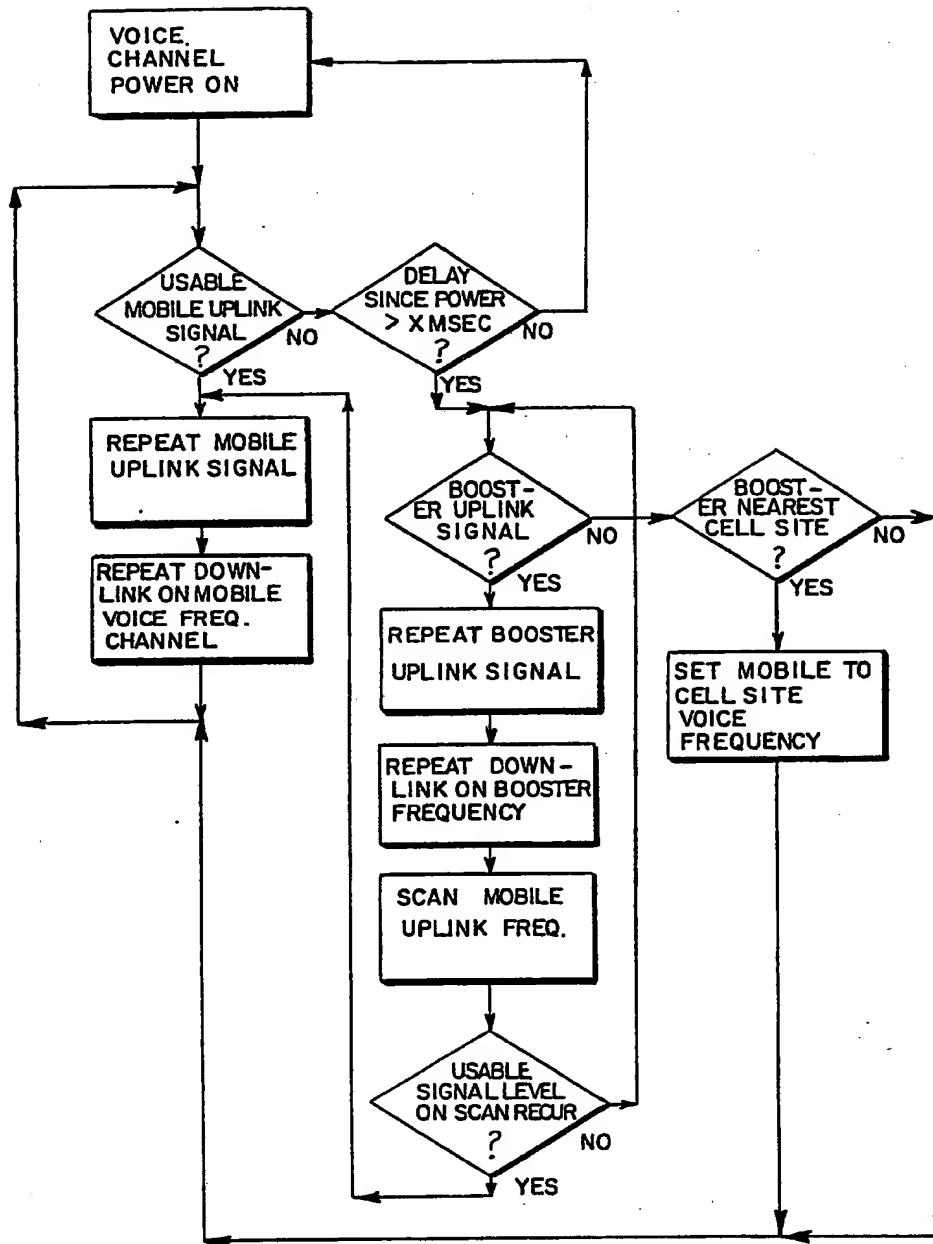 VOICE.
CHANNEL
POWER ON
USABLE
MOBILE UPLINK
SIGNAL
?
NO
YES
DELAY
SINCE POWER
> X MSEC
?
NO
YES
REPEAT MOBILE
UPLINK SIGNAL
REPEAT DOWN-
LINK ON MOBILE
VOICE FREQ.
CHANNEL
BOOST-
ER UPLINK
SIGNAL
?
NO
YES
BOOST-
ER NEAREST
CELL SITE
?
NO
YES
REPEAT BOOSTER
UPLINK SIGNAL
SET MOBILE TO
CELL SITE
VOICE
FREQUENCY
REPEAT DOWN-
LINK ON BOOSTER
FREQUENCY
SCAN MOBILE
UPLINK FREQ.
USABLE
SIGNAL LEVEL
ON SCAN RECUR
?
NO
YES